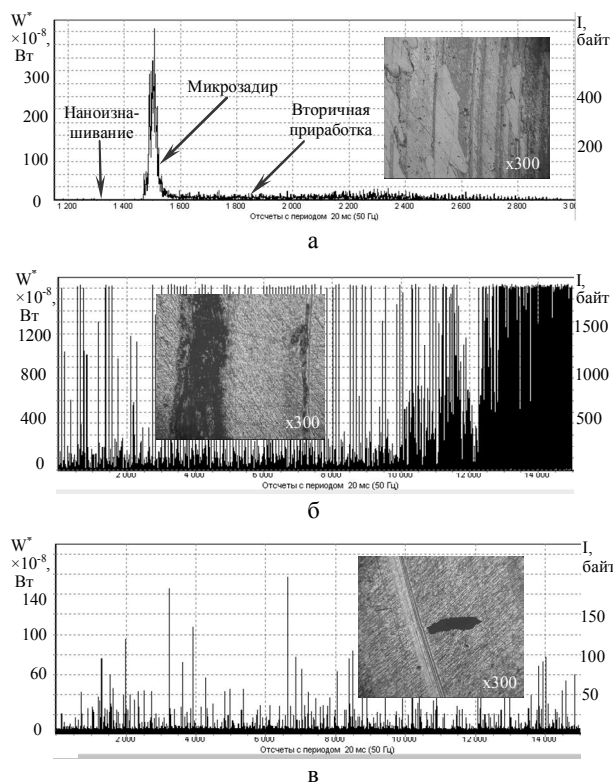 W*
×10-8,
Вт
300
200
100
0
I,
байт
400
200
Наноизна-
шивание
Микрозадир
Вторичная
приработка
x300
1 200 1 400 1 600 1 800 2 000 2 200 2 400 2 600 2 800 3 000
Отсчеты с периодом 20 мс (50 Гц)
а
W*
×10-8,
Вт
1200
800
400
0
I,
байт
1500
1000
500
x300
2 000 4 000 6 000 8 000 10 000 12 000 14 000
Отсчеты с периодом 20 мс (50 Гц)
б
W*
×10-8,
Вт
140
100
60
0
I,
байт
150
100
50
x300
2 000 4 000 6 000 8 000 10 000 12 000 14 000
Отсчеты с периодом 20 мс (50 Гц)
в